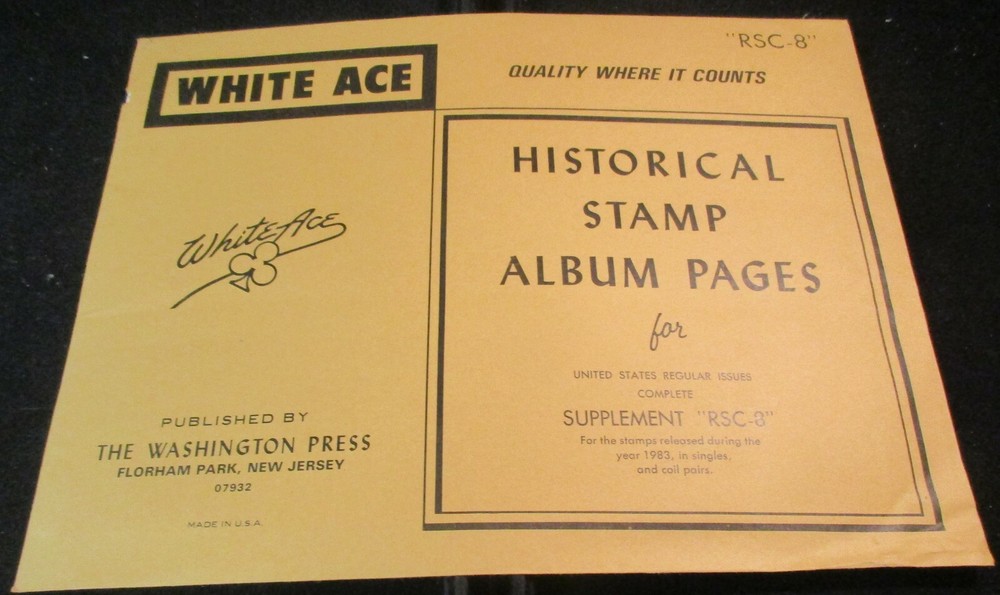 "RSC-8"
WHITE ACE
QUALITY WHERE IT COUNTS
White Ace
PUBLISHED BY
THE WASHINGTON PRESS
FLORHAM PARK, NEW JERSEY
07932
MADE IN U.S.A.
HISTORICAL
STAMP
ALBUM PAGES
for
UNITED STATES REGULAR ISSUES
COMPLETE
SUPPLEMENT "RSC-8"
For the stamps released during the
year 1983, in singles,
and coil pairs.